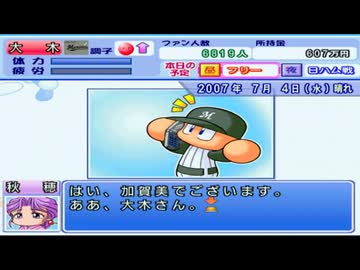 大木 Marines 調子 ファン人数 所持金
6819人 607万円
体力
疲労 本日の予定 昼 フリー 夜 日ハム戦
2007年 7月 4日(水) 晴れ
M
秋穂
はい、加賀美でございます。
ああ、大木さん。